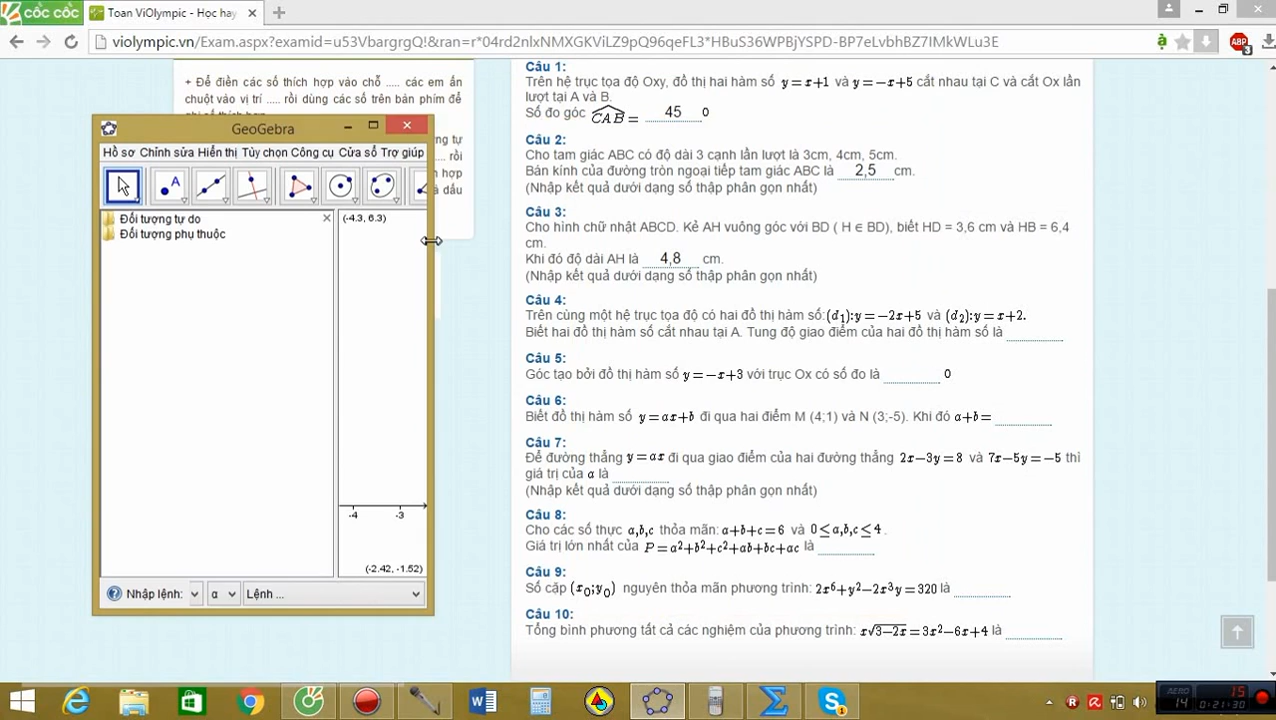 cốc cốc
Toan ViOlympic - Học hay
violympic.vn/Exam.aspx?examid=u53VbargrgQ!&ran=r*04rd2nlxNMXGKViLZ9pQ96qeFL3*HBuS36WPBjYSPD-BP7eLvbhBZ7IMkWLu3E
ABP
3
+ Để điền các số thích hợp vào chỗ ..... các em ấn
chuột vào vị trí ..... rồi dùng các số trên bàn phím để
GeoGebra
Hồ sơ Chỉnh sửa Hiển thị Tùy chọn Công cụ Cửa sổ Trợ giúp
A
Đối tượng tự do
Đối tượng phụ thuộc
(-4.3, 6.3)
-4 -3
(-2.42, -1.52)
Nhập lệnh: α Lệnh ...
Câu 1:
Trên hệ trục tọa độ Oxy, đồ thị hai hàm số y=x+1 và y=−x+5 cắt nhau tại C và cắt Ox lần
lượt tại A và B.
Số đo góc CAB= 45 0
Câu 2:
Cho tam giác ABC có độ dài 3 cạnh lần lượt là 3cm, 4cm, 5cm.
Bán kính của đường tròn ngoại tiếp tam giác ABC là 2,5 cm.
(Nhập kết quả dưới dạng số thập phân gọn nhất)
Câu 3:
Cho hình chữ nhật ABCD. Kẻ AH vuông góc với BD ( H ∈ BD), biết HD = 3,6 cm và HB = 6,4
cm.
Khi đó độ dài AH là 4,8 cm.
(Nhập kết quả dưới dạng số thập phân gọn nhất)
Câu 4:
Trên cùng một hệ trục tọa độ có hai đồ thị hàm số:(d₁):y=−2x+5 và (d₂):y=x+2.
Biết hai đồ thị hàm số cắt nhau tại A. Tung độ giao điểm của hai đồ thị hàm số là
Câu 5:
Góc tạo bởi đồ thị hàm số y=−x+3 với trục Ox có số đo là 0
Câu 6:
Biết đồ thị hàm số y=ax+b đi qua hai điểm M (4;1) và N (3;-5). Khi đó a+b=
Câu 7:
Để đường thẳng y=ax đi qua giao điểm của hai đường thẳng 2x−3y=8 và 7x−5y=−5 thì
giá trị của a là
(Nhập kết quả dưới dạng số thập phân gọn nhất)
Câu 8:
Cho các số thực a,b,c thỏa mãn: a+b+c=6 và 0≤a,b,c≤4.
Giá trị lớn nhất của P=a²+b²+c²+ab+bc+ac là
Câu 9:
Số cặp (x₀;y₀) nguyên thỏa mãn phương trình: 2x⁶+y²−2x³y=320 là
Câu 10:
Tổng bình phương tất cả các nghiệm của phương trình: x√3−2x=3x²−6x+4 là
AERO
14
15
0:21:30